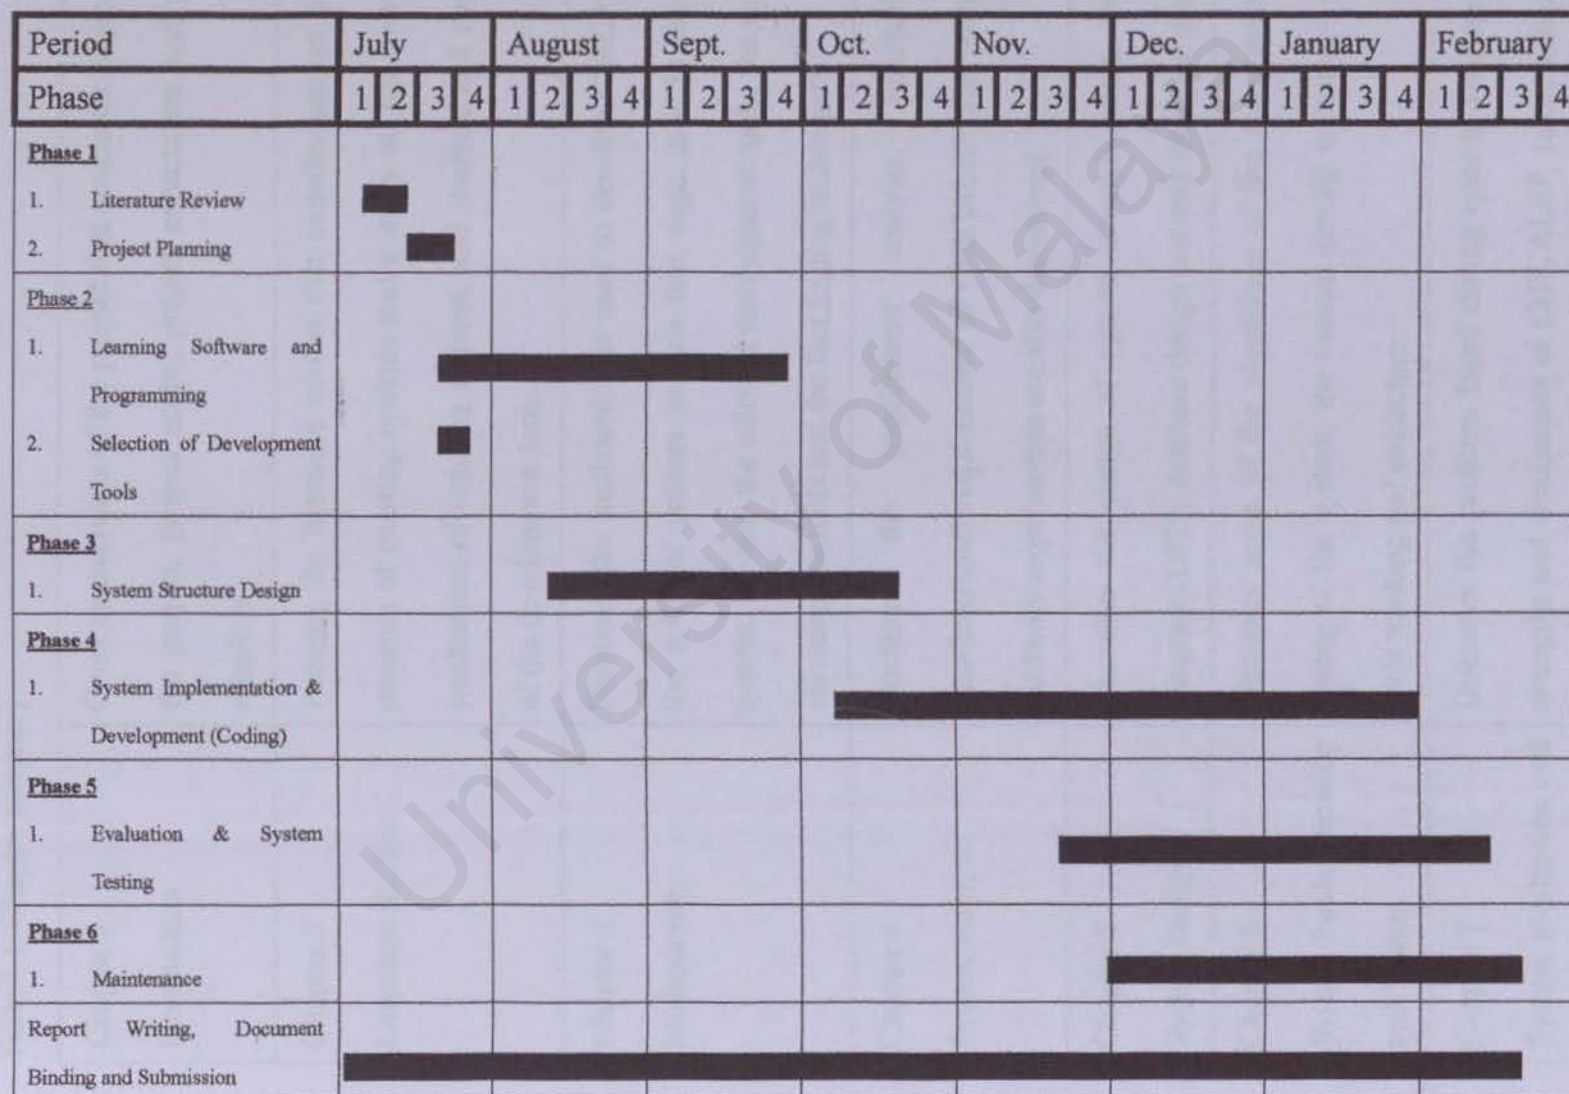 Period July August Sept. Oct. Nov. Dec. January February
Phase 1 2 3 4 1 2 3 4 1 2 3 4 1 2 3 4 1 2 3 4 1 2 3 4 1 2 3 4 1 2 3 4
Phase 1
1. Literature Review
2. Project Planning
Phase 2
1. Learning Software and
Programming
2. Selection of Development
Tools
Phase 3
1. System Structure Design
Phase 4
1. System Implementation &
Development (Coding)
Phase 5
1. Evaluation & System
Testing
Phase 6
1. Maintenance
Report Writing, Document
Binding and Submission
University of Malaya